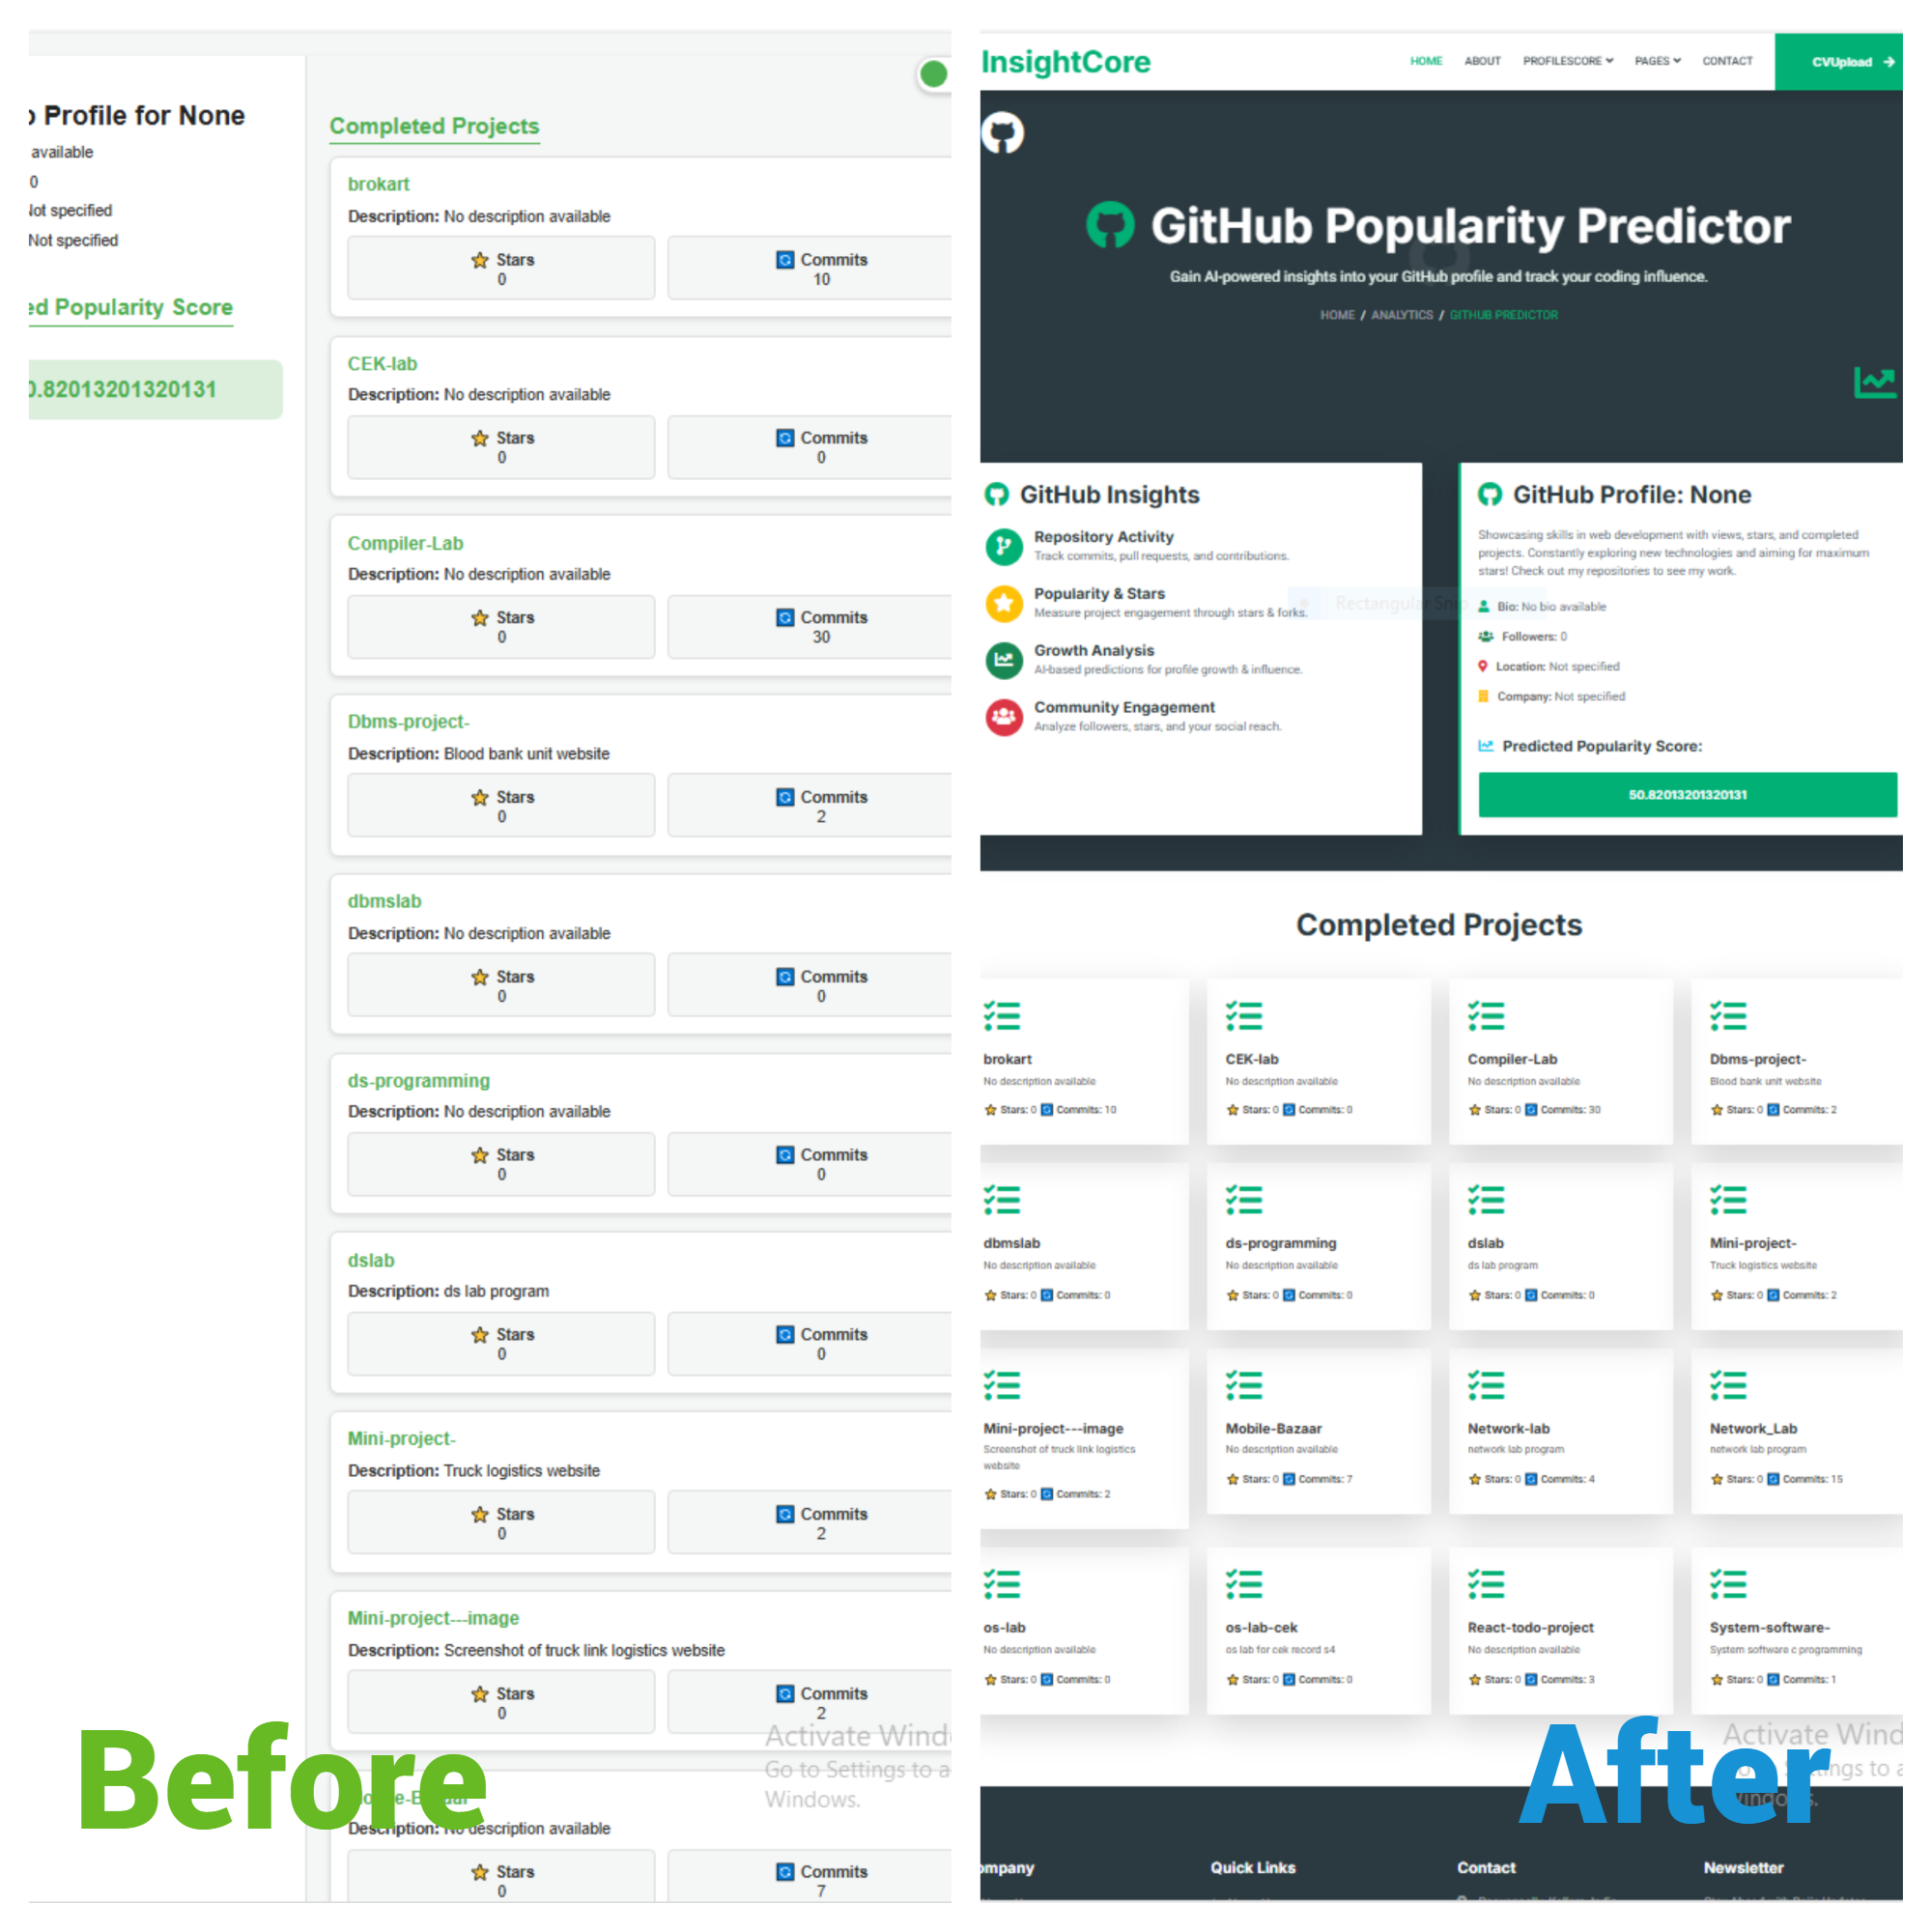 Profile for None
available
0
Not specified
Popularity Score
.82013201320131
Completed Projects
brokart
Description: No description available
Stars
0
Commits
10
CEK-lab
Description: No description available
Stars
0
Commits
0
Compiler-Lab
Description: No description available
Stars
0
Commits
30
Dbms-project-
Description: Blood bank unit website
Stars
0
Commits
2
dbmslab
Description: No description available
Stars
0
Commits
0
ds-programming
Description: No description available
Stars
0
Commits
0
dslab
Description: ds lab program
Stars
0
Commits
0
Mini-project-
Description: Truck logistics website
Stars
0
Commits
2
Mini-project---image
Description: Screenshot of truck link logistics website
Stars
0
Commits
2
Activate
Go to Settings to
Windows.
Description: No description available
Stars
0
Commits
7
Before
InsightCore
HOME ABOUT PROFILESCORE PAGES CONTACT CVUpload →
GitHub Popularity Predictor
Gain AI-powered insights into your GitHub profile and track your coding influence.
HOME / ANALYTICS / GITHUB PREDICTOR
GitHub Insights
Repository Activity
Track commits, pull requests, and contributions.
Popularity & Stars
Measure project engagement through stars & forks.
Growth Analysis
AI-based predictions for profile growth & influence.
Community Engagement
Analyze followers, stars, and your social reach.
Rectangular
GitHub Profile: None
Showcasing skills in web development with views, stars, and completed
projects. Constantly exploring new technologies and aiming for maximum
stars! Check out my repositories to see my work.
Bio: No bio available
Followers: 0
Location: Not specified
Company: Not specified
Predicted Popularity Score:
50.82013201320131
Completed Projects
brokart
No description available
Stars: 0 Commits: 10
CEK-lab
No description available
Stars: 0 Commits: 0
Compiler-Lab
No description available
Stars: 0 Commits: 30
Dbms-project-
Blood bank unit website
Stars: 0 Commits: 2
dbmslab
No description available
Stars: 0 Commits: 0
ds-programming
No description available
Stars: 0 Commits: 0
dslab
ds lab program
Stars: 0 Commits: 0
Mini-project-
Truck logistics website
Stars: 0 Commits: 2
Mini-project---image
Screenshot of truck link logistics
website
Stars: 0 Commits: 2
Mobile-Bazaar
No description available
Stars: 0 Commits: 7
Network-lab
network lab program
Stars: 0 Commits: 4
Network_Lab
network lab program
Stars: 0 Commits: 15
os-lab
No description available
Stars: 0 Commits: 0
os-lab-cek
os lab for cek record s4
Stars: 0 Commits: 0
React-todo-project
No description available
Stars: 0 Commits: 3
System-software-
System software c programming
Stars: 0 Commits: 1
Activate
After
Quick Links
Contact
Newsletter